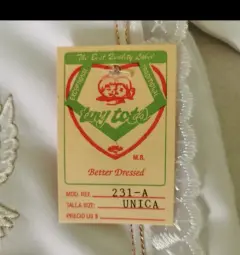 The Best Quality Label
tiny toto
M.R.
Better Dressed
MOD. REF. 231-A
TALLA SIZE: UNICA
PRECIO US $